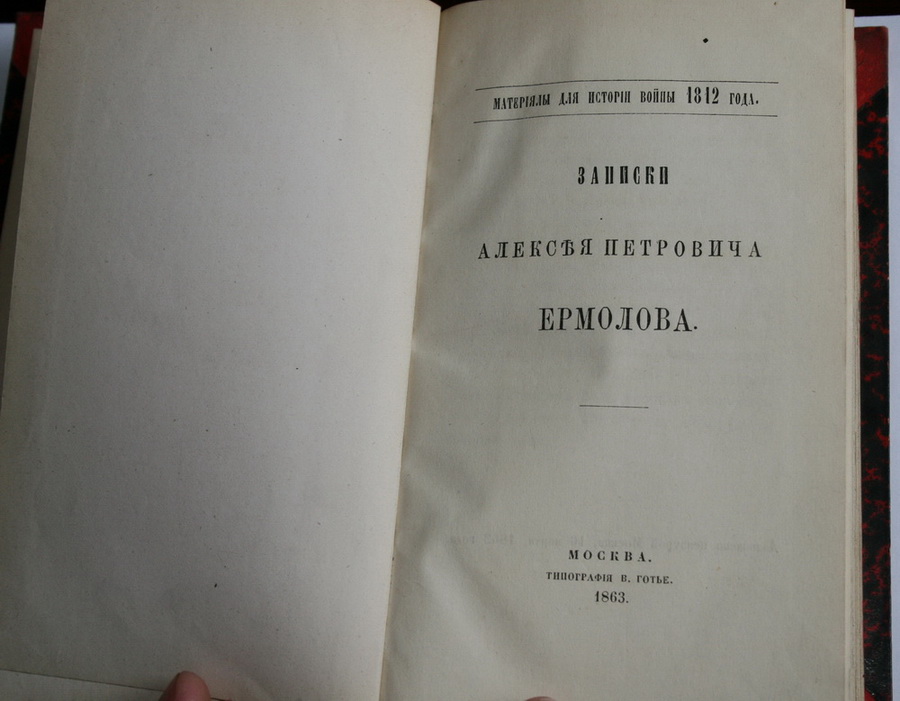 МАТЕРІЯЛЫ ДЛЯ ИСТОРІИ ВОЙНЫ 1812 ГОДА.
ЗАПИСКИ
АЛЕКСѢЯ ПЕТРОВИЧА
ЕРМОЛОВА.
МОСКВА.
ТИПОГРАФІЯ В. ГОТЬЕ.
1863.